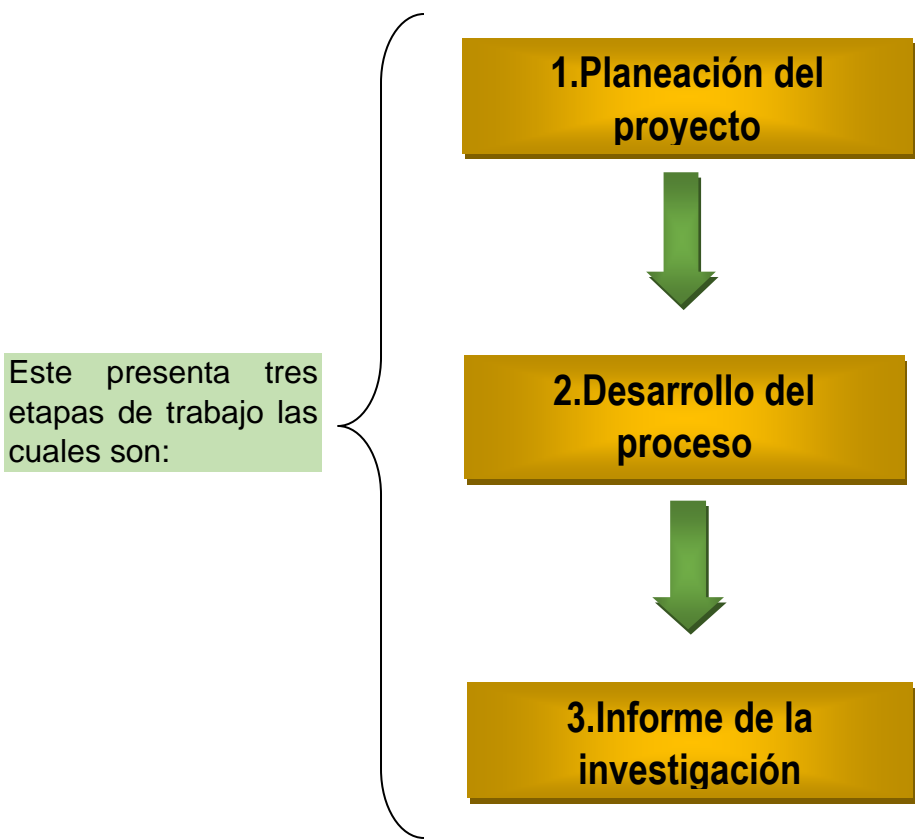 Este presenta tres
etapas de trabajo las
cuales son:
1.Planeación del
proyecto
2.Desarrollo del
proceso
3.Informe de la
investigación